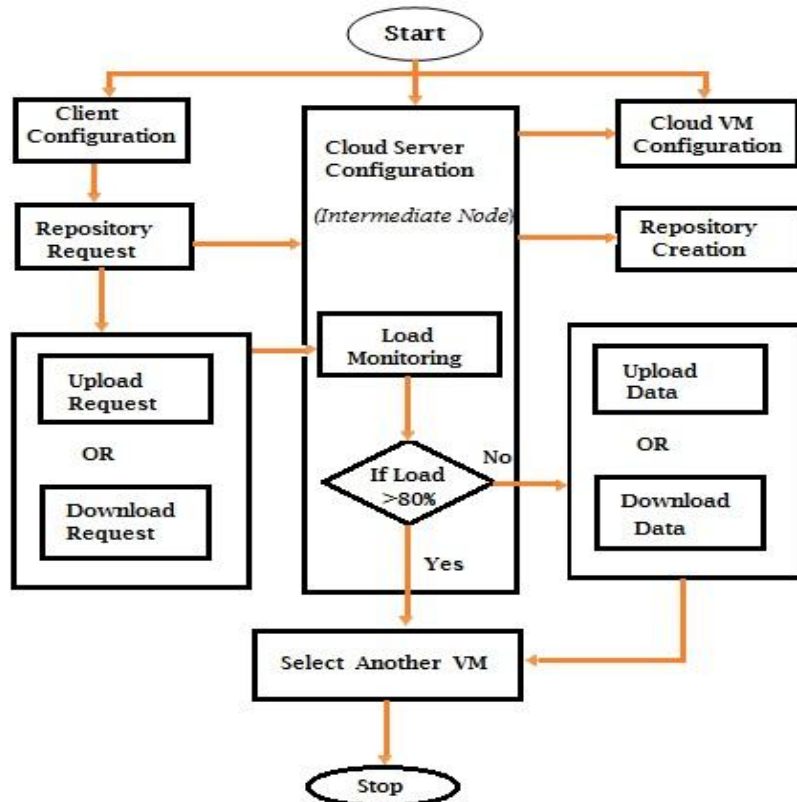 Start
Client
Configuration
Cloud Server
Configuration
(Intermediate Node)
Cloud VM
Configuration
Repository
Request
Repository
Creation
Load
Monitoring
Upload
Request
OR
Download
Request
If Load
>80%
No
Yes
Upload
Data
OR
Download
Data
Select Another VM
Stop